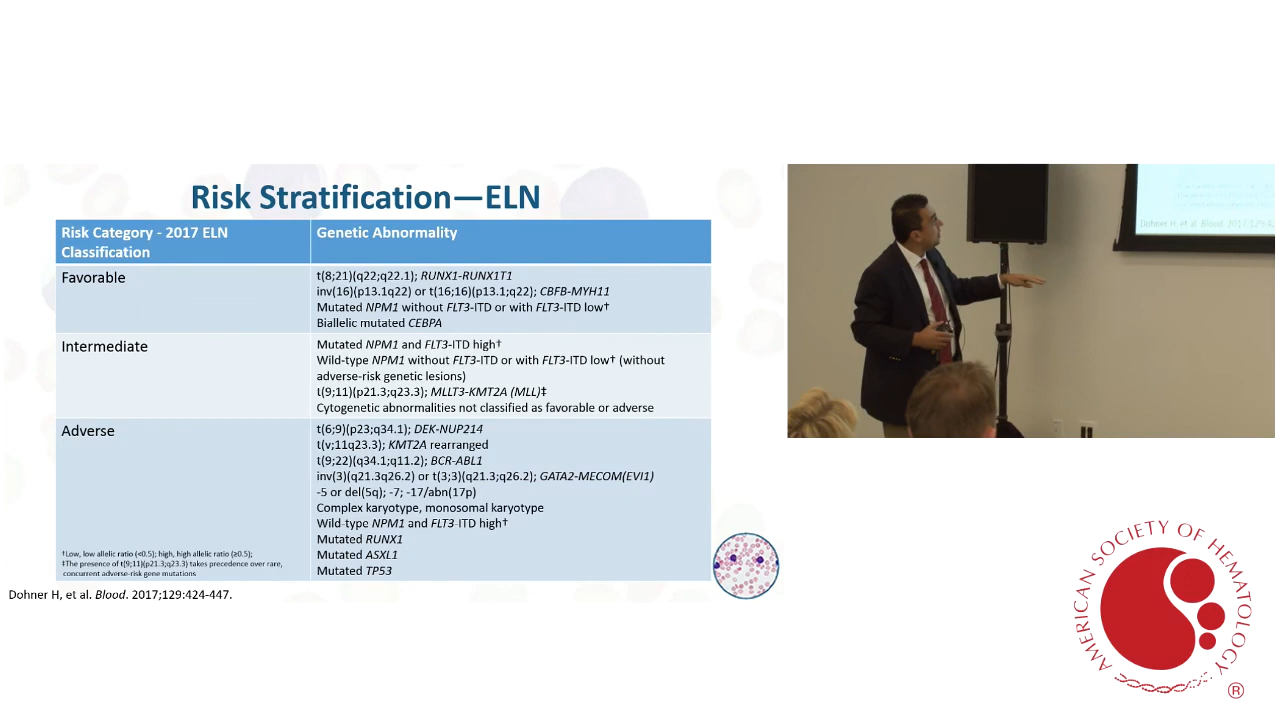 Risk Stratification—ELN
Risk Category - 2017 ELN
Classification
Genetic Abnormality
Favorable
t(8;21)(q22;q22.1); RUNX1-RUNX1T1
inv(16)(p13.1q22) or t(16;16)(p13.1;q22); CBFB-MYH11
Mutated NPM1 without FLT3-ITD or with FLT3-ITD low†
Biallelic mutated CEBPA
Intermediate
Mutated NPM1 and FLT3-ITD high†
Wild-type NPM1 without FLT3-ITD or with FLT3-ITD low† (without
adverse-risk genetic lesions)
t(9;11)(p21.3;q23.3); MLLT3-KMT2A (MLL)‡
Cytogenetic abnormalities not classified as favorable or adverse
Adverse
t(6;9)(p23;q34.1); DEK-NUP214
t(v;11q23.3); KMT2A rearranged
t(9;22)(q34.1;q11.2); BCR-ABL1
inv(3)(q21.3q26.2) or t(3;3)(q21.3;q26.2); GATA2-MECOM(EVI1)
-5 or del(5q); -7; -17/abn(17p)
Complex karyotype, monosomal karyotype
Wild-type NPM1 and FLT3-ITD high†
Mutated RUNX1
Mutated ASXL1
Mutated TP53
†Low, low allelic ratio (<0.5); high, high allelic ratio (≥0.5);
‡The presence of t(9;11)(p21.3;q23.3) takes precedence over rare,
concurrent adverse-risk gene mutations
Dohner H, et al. Blood. 2017;129:424-447.
Dohner H, et al. Blood. 2017;129:4
AMERICAN SOCIETY OF HEMATOLOGY
®